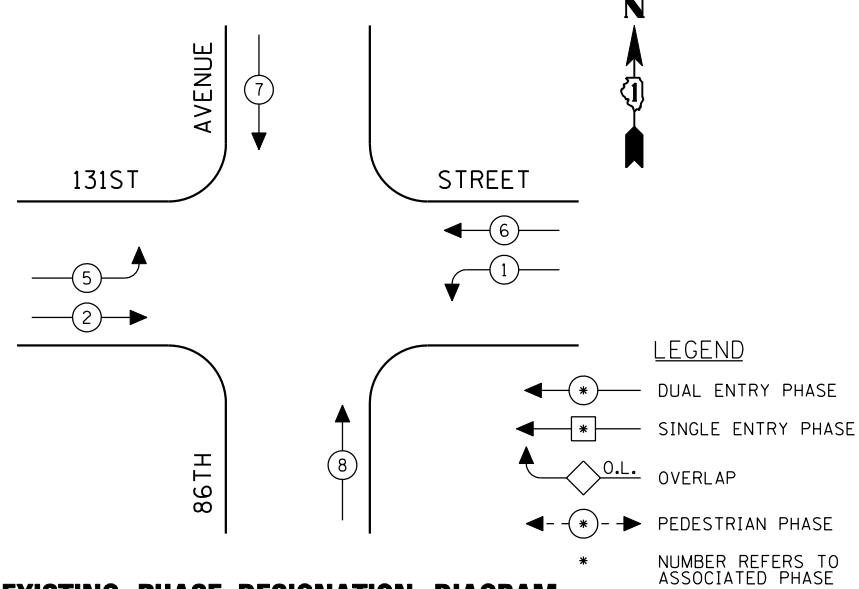 N
AVENUE
7
1
131ST
STREET
6
5
1
2
LEGEND
* DUAL ENTRY PHASE
* SINGLE ENTRY PHASE
8
86TH
O.L.
OVERLAP
* PEDESTRIAN PHASE
* NUMBER REFERS TO
ASSOCIATED PHASE
EXISTING PHASE DESIGNATION DIAGRAM